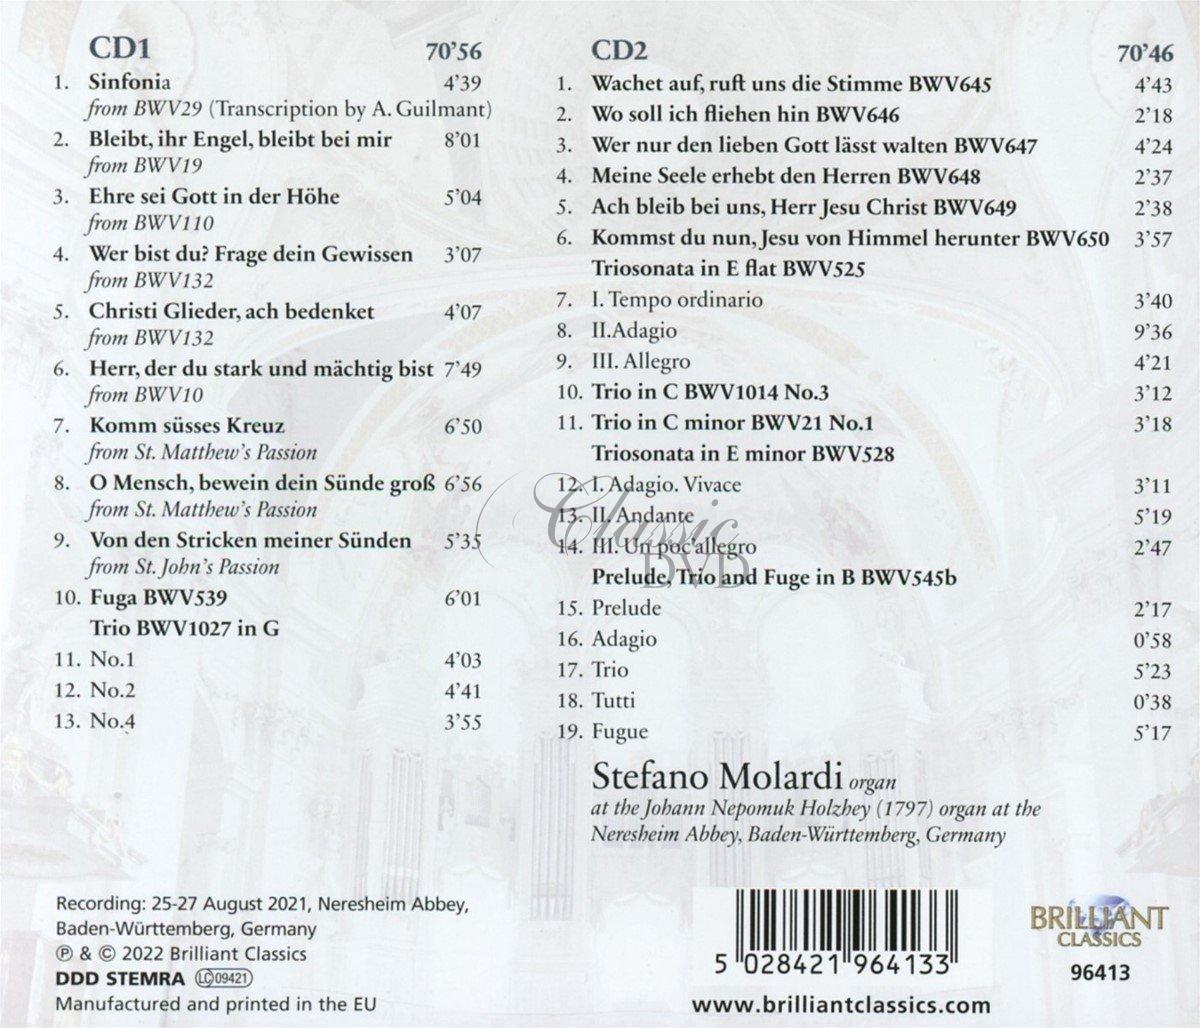 CD1 70’56
1. Sinfonia 4’39
from BWV29 (Transcription by A. Guilmant)
2. Bleibt, ihr Engel, bleibt bei mir 8’01
from BWV19
3. Ehre sei Gott in der Höhe 5’04
from BWV110
4. Wer bist du? Frage dein Gewissen 3’07
from BWV132
5. Christi Glieder, ach bedenket 4’07
from BWV132
6. Herr, der du stark und mächtig bist 7’49
from BWV10
7. Komm süsses Kreuz 6’50
from St. Matthew’s Passion
8. O Mensch, bewein dein Sünde groß 6’56
from St. Matthew’s Passion
9. Von den Stricken meiner Sünden 5’35
from St. John’s Passion
10. Fuga BWV539 6’01
Trio BWV1027 in G
11. No.1 4’03
12. No.2 4’41
13. No.4 3’55
CD2 70’46
1. Wachet auf, ruft uns die Stimme BWV645 4’43
2. Wo soll ich fliehen hin BWV646 2’18
3. Wer nur den lieben Gott lässt walten BWV647 4’24
4. Meine Seele erhebt den Herren BWV648 2’37
5. Ach bleib bei uns, Herr Jesu Christ BWV649 2’38
6. Kommst du nun, Jesu von Himmel herunter BWV650 3’57
Triosonata in E flat BWV525
7. I. Tempo ordinario 3’40
8. II.Adagio 9’36
9. III. Allegro 4’21
10. Trio in C BWV1014 No.3 3’12
11. Trio in C minor BWV21 No.1 3’18
Triosonata in E minor BWV528
12. I. Adagio. Vivace 3’11
13. II. Andante 5’19
14. III. Un poc’allegro 2’47
Classic
DVD
Prelude, Trio and Fuge in B BWV545b
15. Prelude 2’17
16. Adagio 0’58
17. Trio 5’23
18. Tutti 0’38
19. Fugue 5’17
Stefano Molardi organ
at the Johann Nepomuk Holzhey (1797) organ at the
Neresheim Abbey, Baden-Württemberg, Germany
Recording: 25-27 August 2021, Neresheim Abbey,
Baden-Württemberg, Germany
℗ & © 2022 Brilliant Classics
DDD STEMRA LC 09421
Manufactured and printed in the EU
5 028421 964133
www.brilliantclassics.com
BRILLIANT
CLASSICS
96413